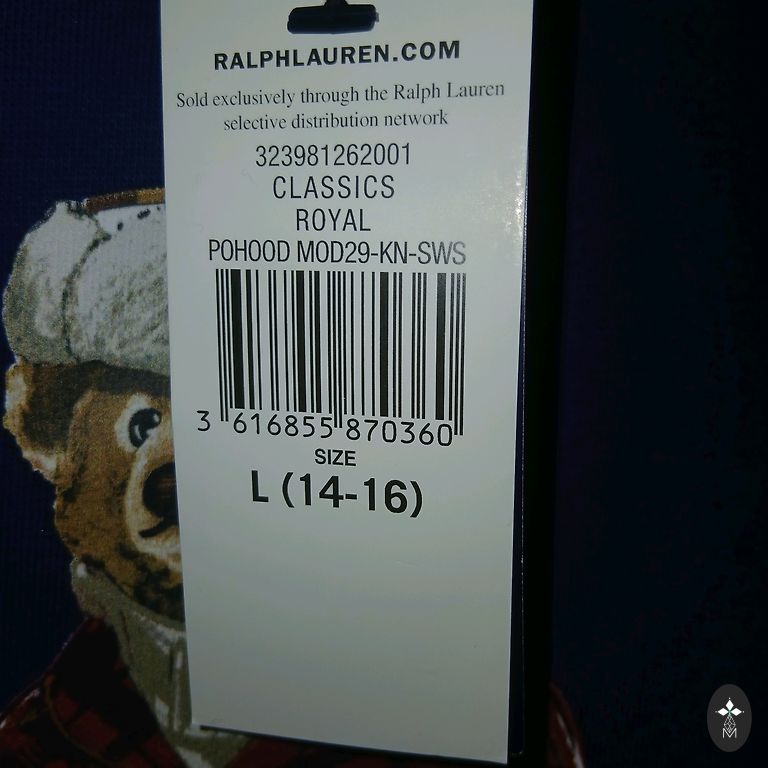 RALPHLAUREN.COM
Sold exclusively through the Ralph Lauren
selective distribution network
323981262001
CLASSICS
ROYAL
POHOOD MOD29-KN-SWS
3 616855 870360
SIZE
L (14-16)
M